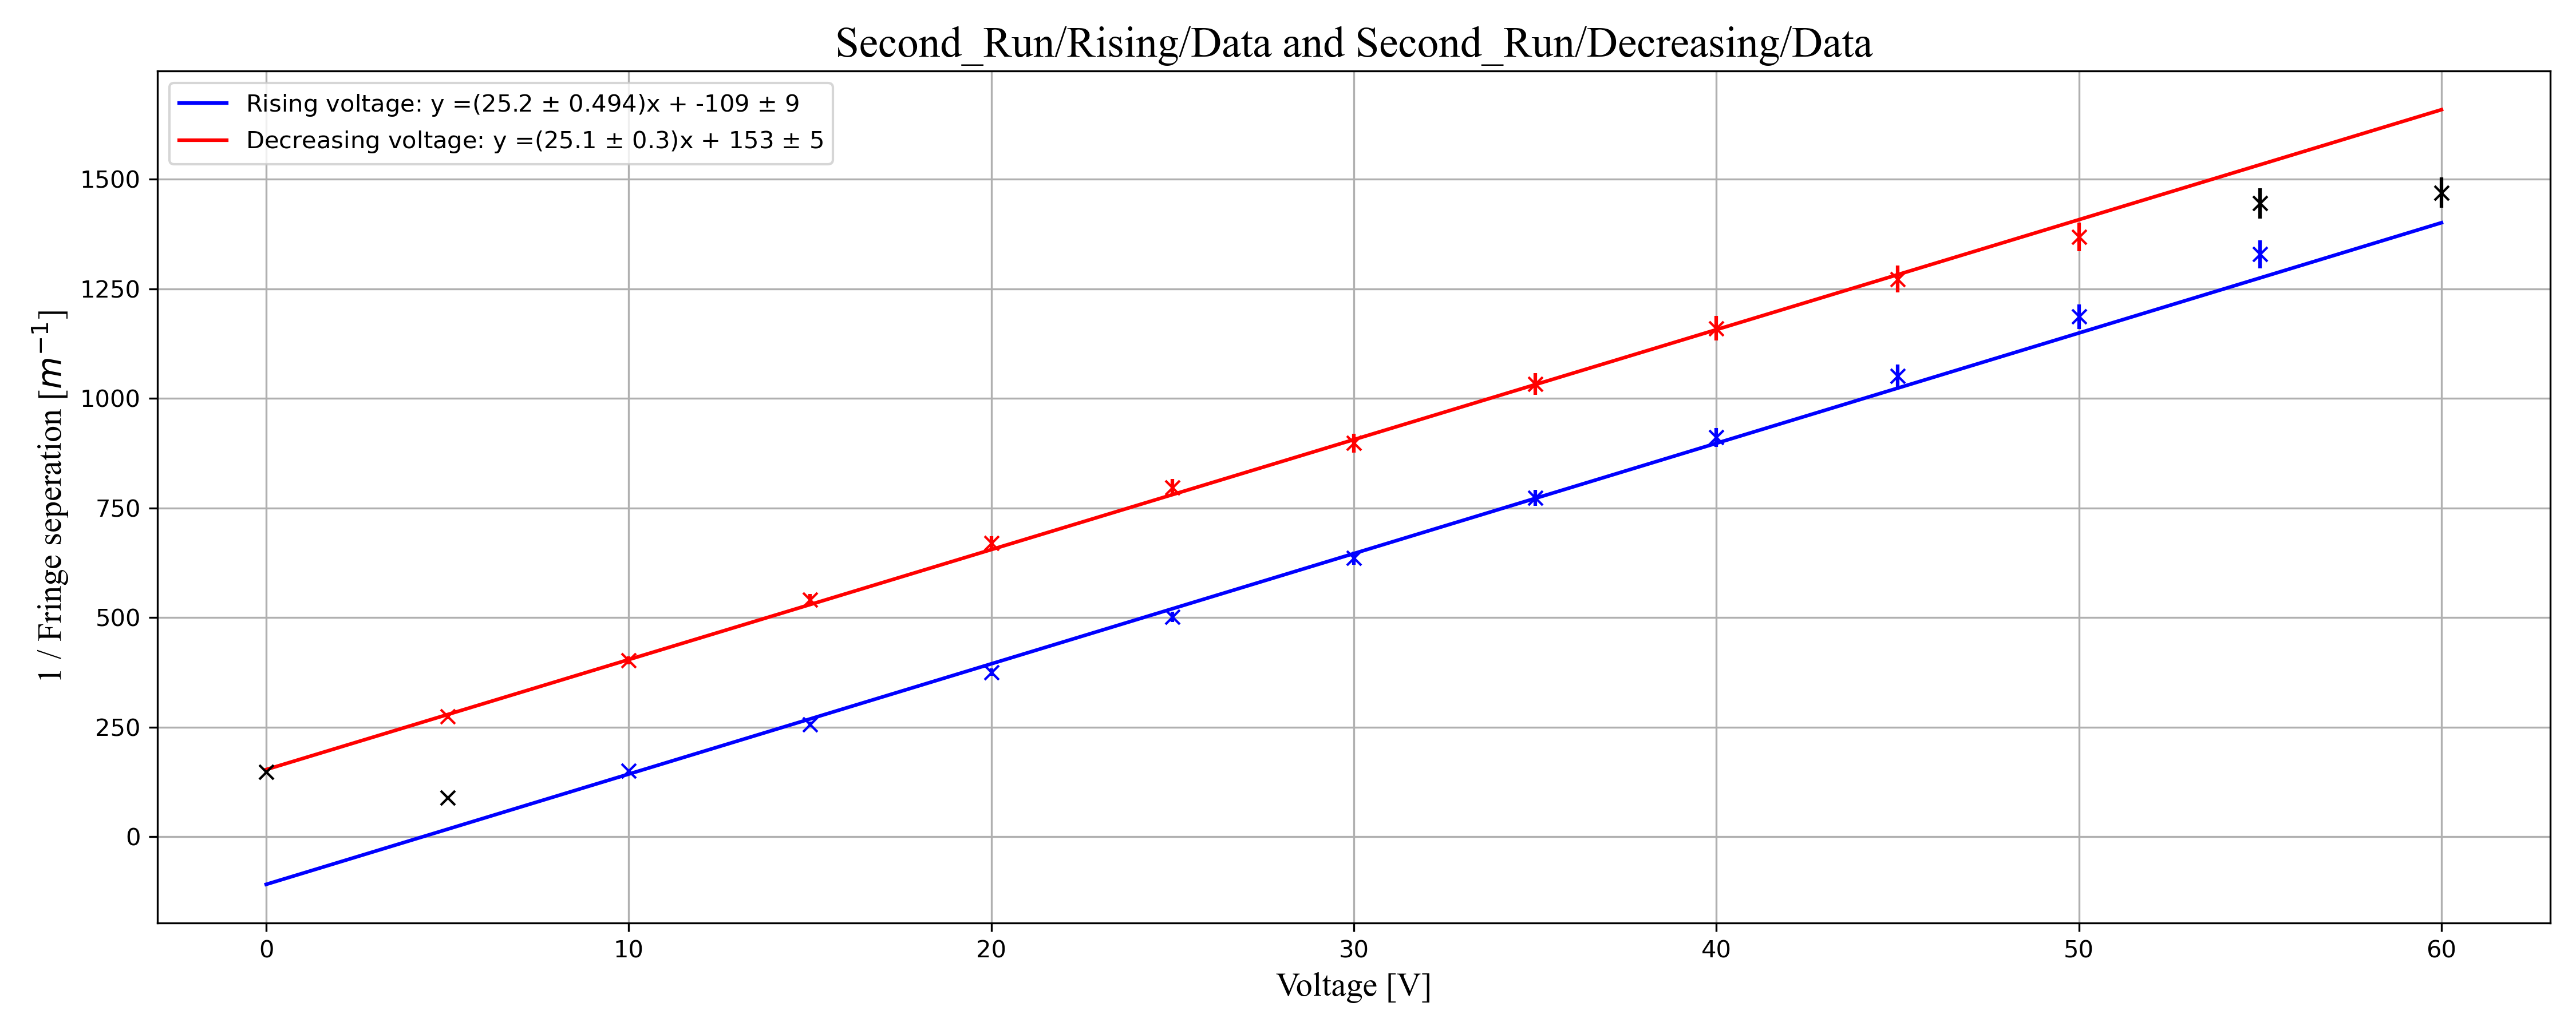 Second_Run/Rising/Data and Second_Run/Decreasing/Data
Rising voltage: y =(25.2 ± 0.494)x + -109 ± 9
Decreasing voltage: y =(25.1 ± 0.3)x + 153 ± 5
1 / Fringe seperation [m⁻¹]
1500
1250
1000
750
500
250
0
0 10 20 30 40 50 60
Voltage [V]